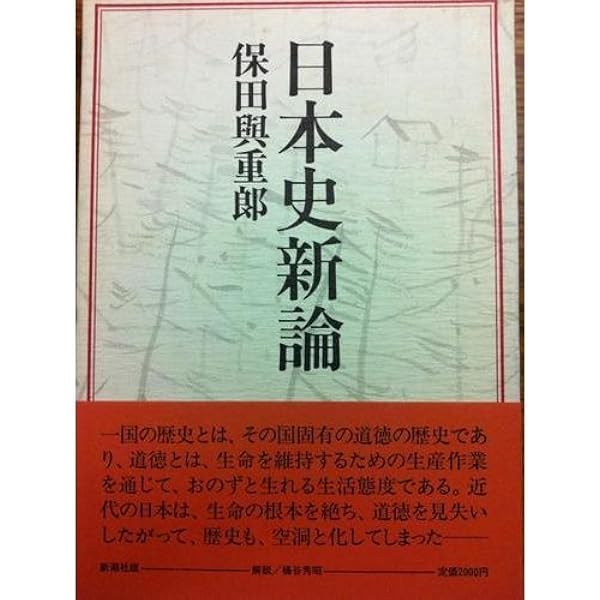 日本史新論
保田與重郎
一国の歴史とは、その国固有の道徳の歴史であ
り、道徳とは、生命を維持するための生産作業
を通じて、おのずと生れる生活態度である。近
代の日本は、生命の根本を絶ち、道徳を見失い
したがって、歴史も、空洞と化してしまった――
新潮社版――解説/桶谷秀昭――定価2000円